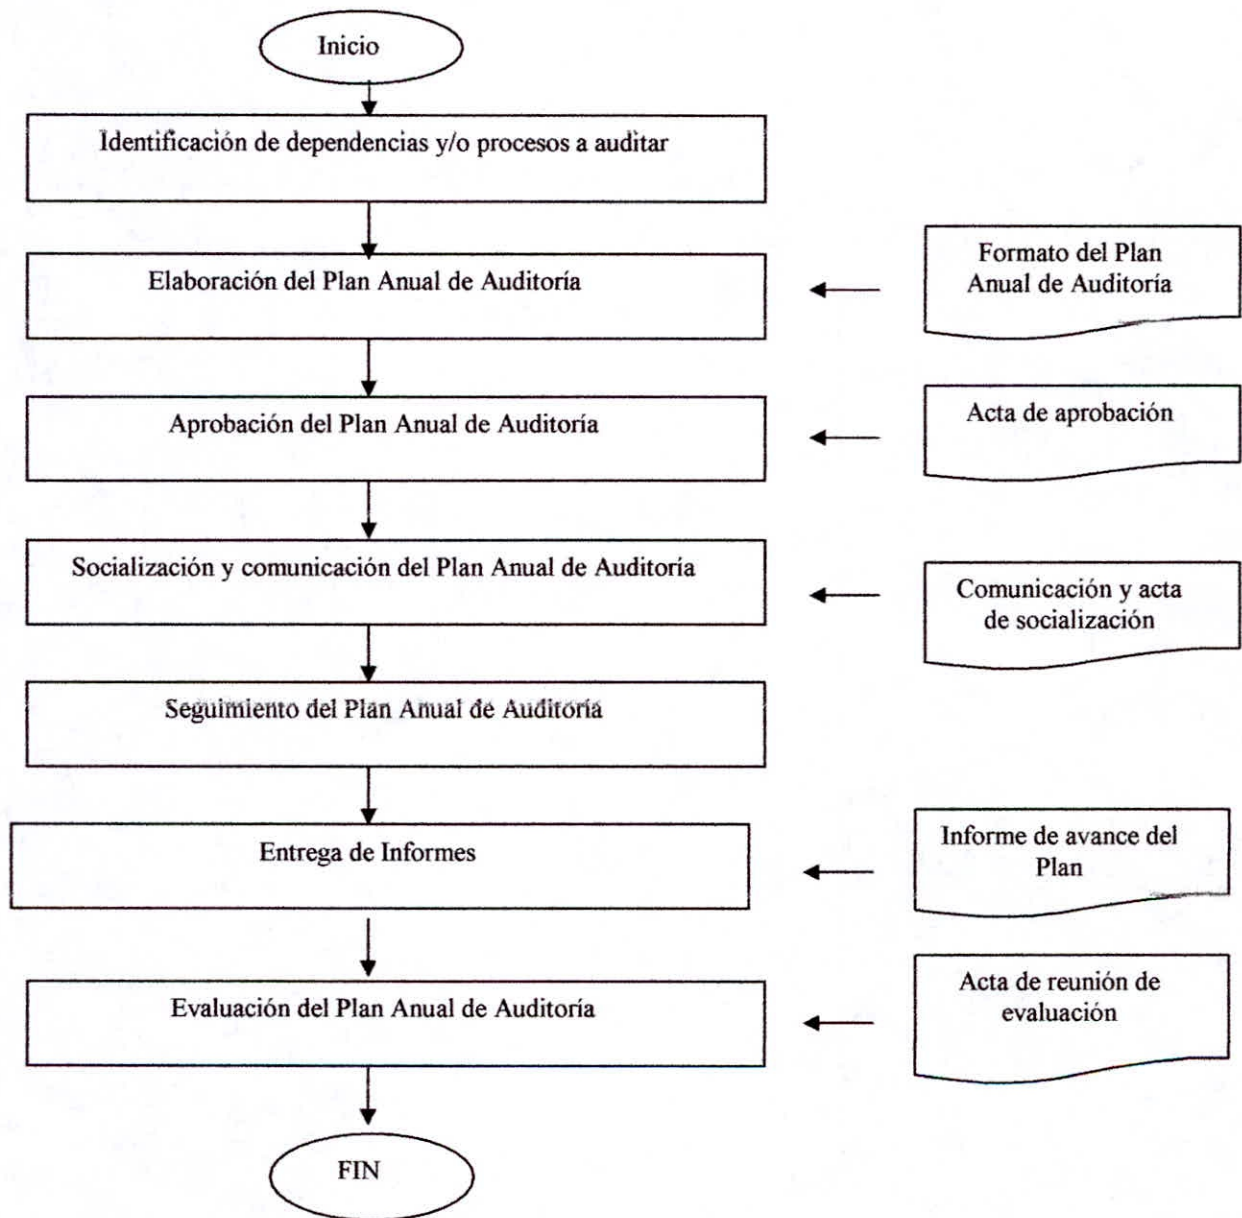 Inicio
Identificación de dependencias y/o procesos a auditar
Elaboración del Plan Anual de Auditoría
Formato del Plan
Anual de Auditoría
Aprobación del Plan Anual de Auditoría
Acta de aprobación
Socialización y comunicación del Plan Anual de Auditoría
Comunicación y acta
de socialización
Seguimiento del Plan Anual de Auditoría
Entrega de Informes
Informe de avance del
Plan
Evaluación del Plan Anual de Auditoría
Acta de reunión de
evaluación
FIN